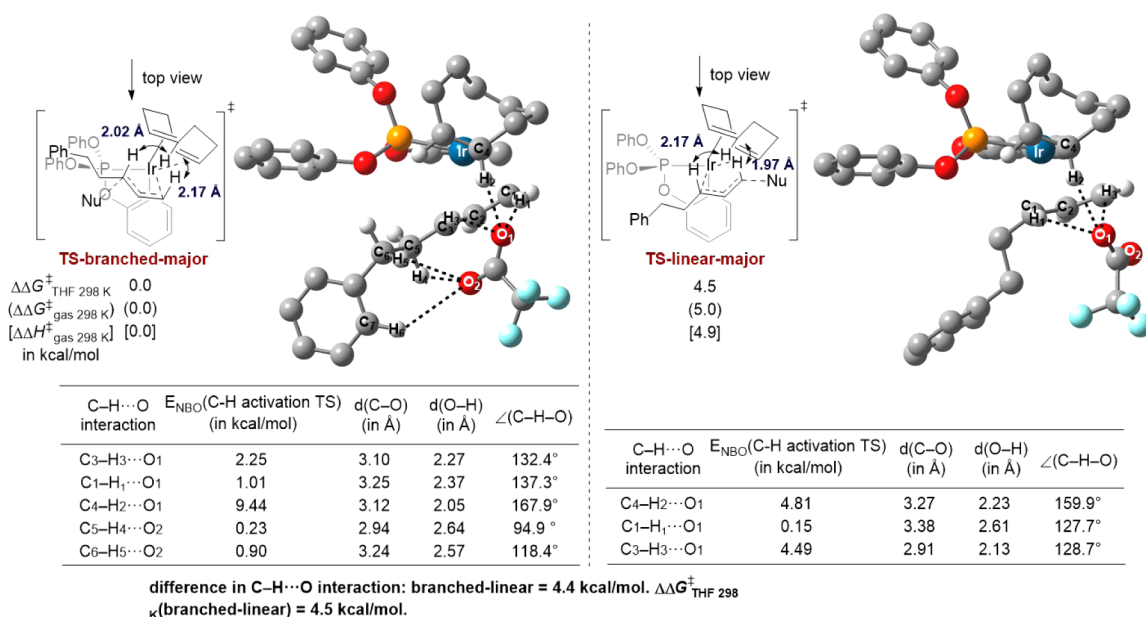 top view
‡
2.02 Å
PhO
Ph
PhO
P
H
Ir
H
H
O
Nu
2.17 Å
TS-branched-major
ΔΔG‡THF 298 K 0.0
(ΔΔG‡gas 298 K) (0.0)
[ΔΔH‡gas 298 K] [0.0]
in kcal/mol
Ir
C4
H2
C1
H1
C2
H3
C3
O1
C5
C6
H5
H4
O2
C7
H6
C–H···O interaction E_NBO(C-H activation TS) (in kcal/mol) d(C–O) (in Å) d(O–H) (in Å) ∠(C–H–O)
C3–H3···O1 2.25 3.10 2.27 132.4°
C1–H1···O1 1.01 3.25 2.37 137.3°
C4–H2···O1 9.44 3.12 2.05 167.9°
C5–H4···O2 0.23 2.94 2.64 94.9 °
C6–H5···O2 0.90 3.24 2.57 118.4°
top view
‡
2.17 Å
PhO
PhO
P
H
Ir
H
H
1.97 Å
Nu
O
Ph
TS-linear-major
4.5
(5.0)
[4.9]
Ir
C4
H2
C1
H1
C2
H3
O1
O2
C–H···O interaction E_NBO(C-H activation TS) (in kcal/mol) d(C–O) (in Å) d(O–H) (in Å) ∠(C–H–O)
C4–H2···O1 4.81 3.27 2.23 159.9°
C1–H1···O1 0.15 3.38 2.61 127.7°
C3–H3···O1 4.49 2.91 2.13 128.7°
difference in C–H···O interaction: branched-linear = 4.4 kcal/mol. ΔΔG‡THF 298
K(branched-linear) = 4.5 kcal/mol.